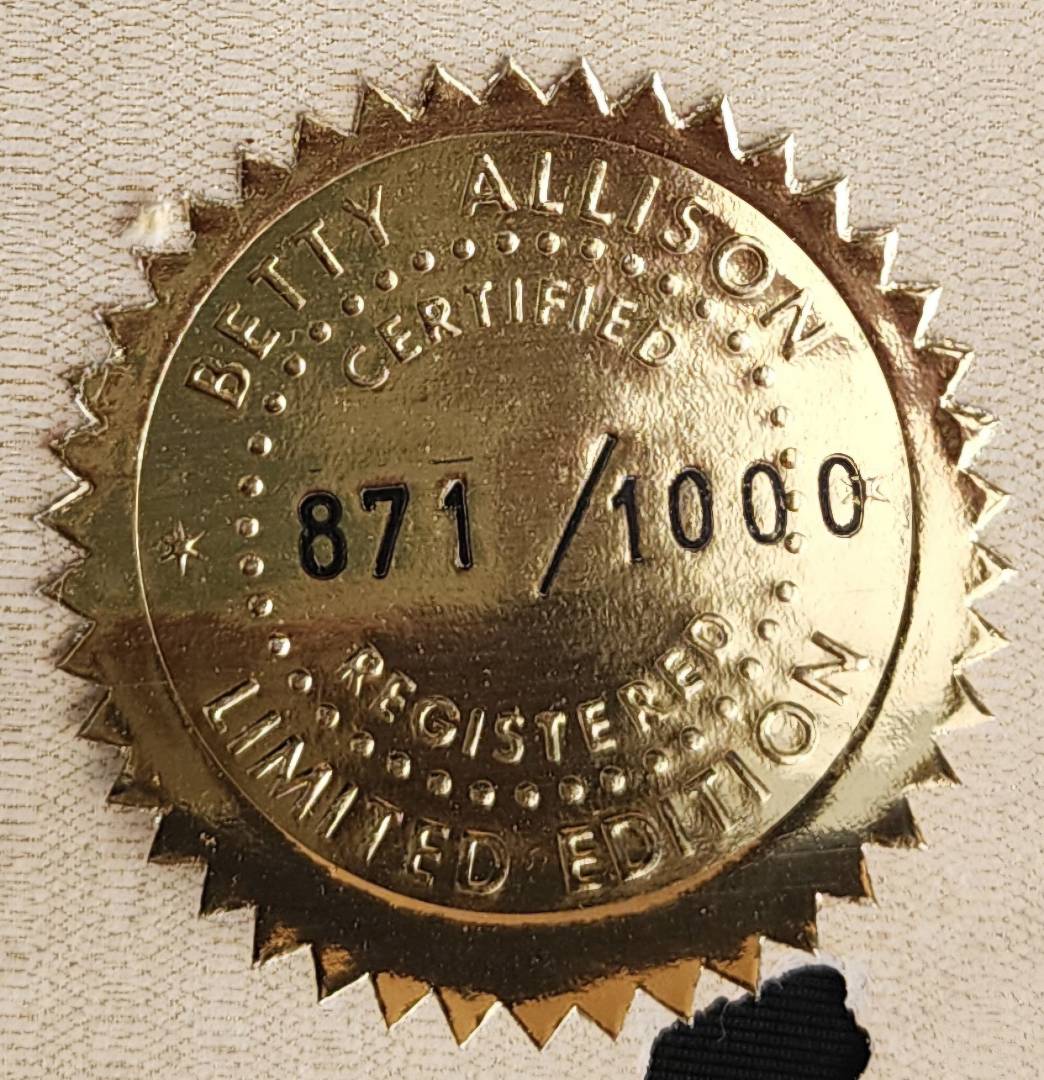 BETTY ALLISON
CERTIFIED
871/1000
REGISTERED
LIMITED EDITION